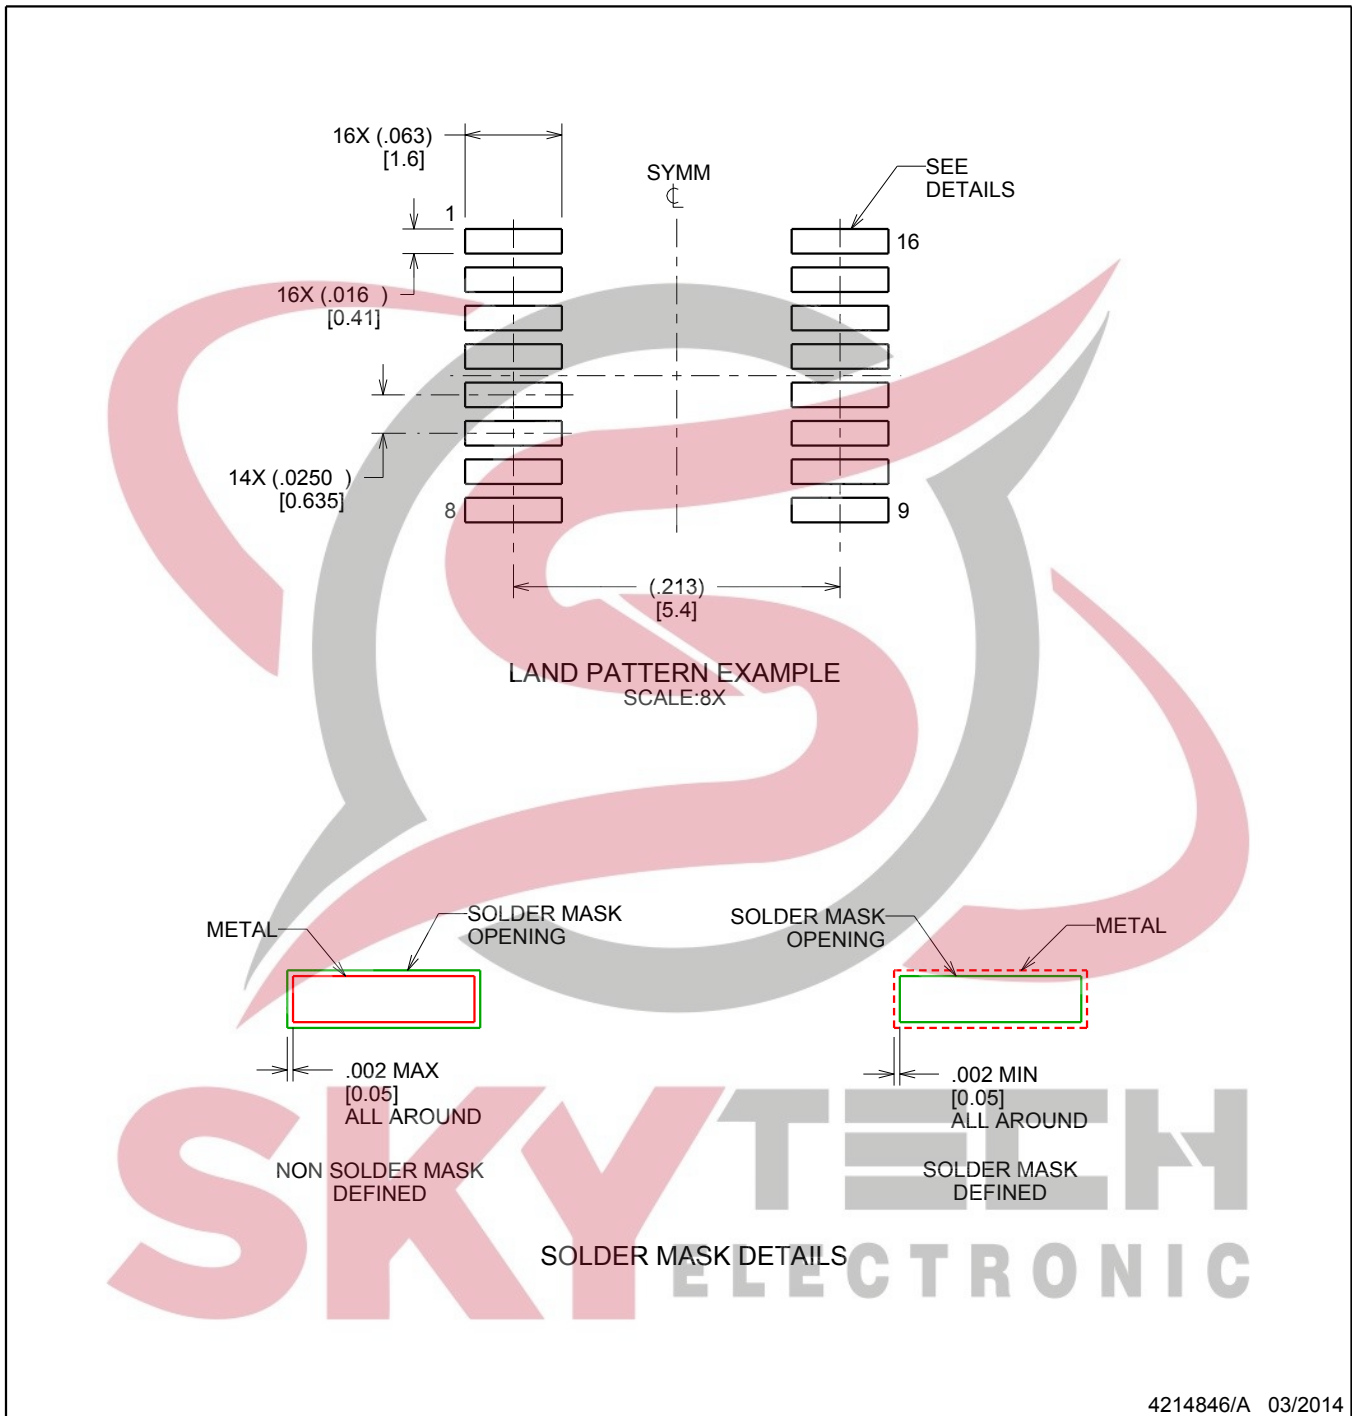 16X (.063)
[1.6]
SYMM
SEE
DETAILS
1
16
16X (.016 )
[0.41]
14X (.0250 )
[0.635]
8
9
(.213)
[5.4]
LAND PATTERN EXAMPLE
SCALE:8X
METAL
SOLDER MASK
OPENING
SOLDER MASK
OPENING
METAL
.002 MAX
[0.05]
ALL AROUND
.002 MIN
[0.05]
ALL AROUND
NON SOLDER MASK
DEFINED
SOLDER MASK
DEFINED
SOLDER MASK DETAILS
SKYTECH
ELECTRONIC
4214846/A 03/2014